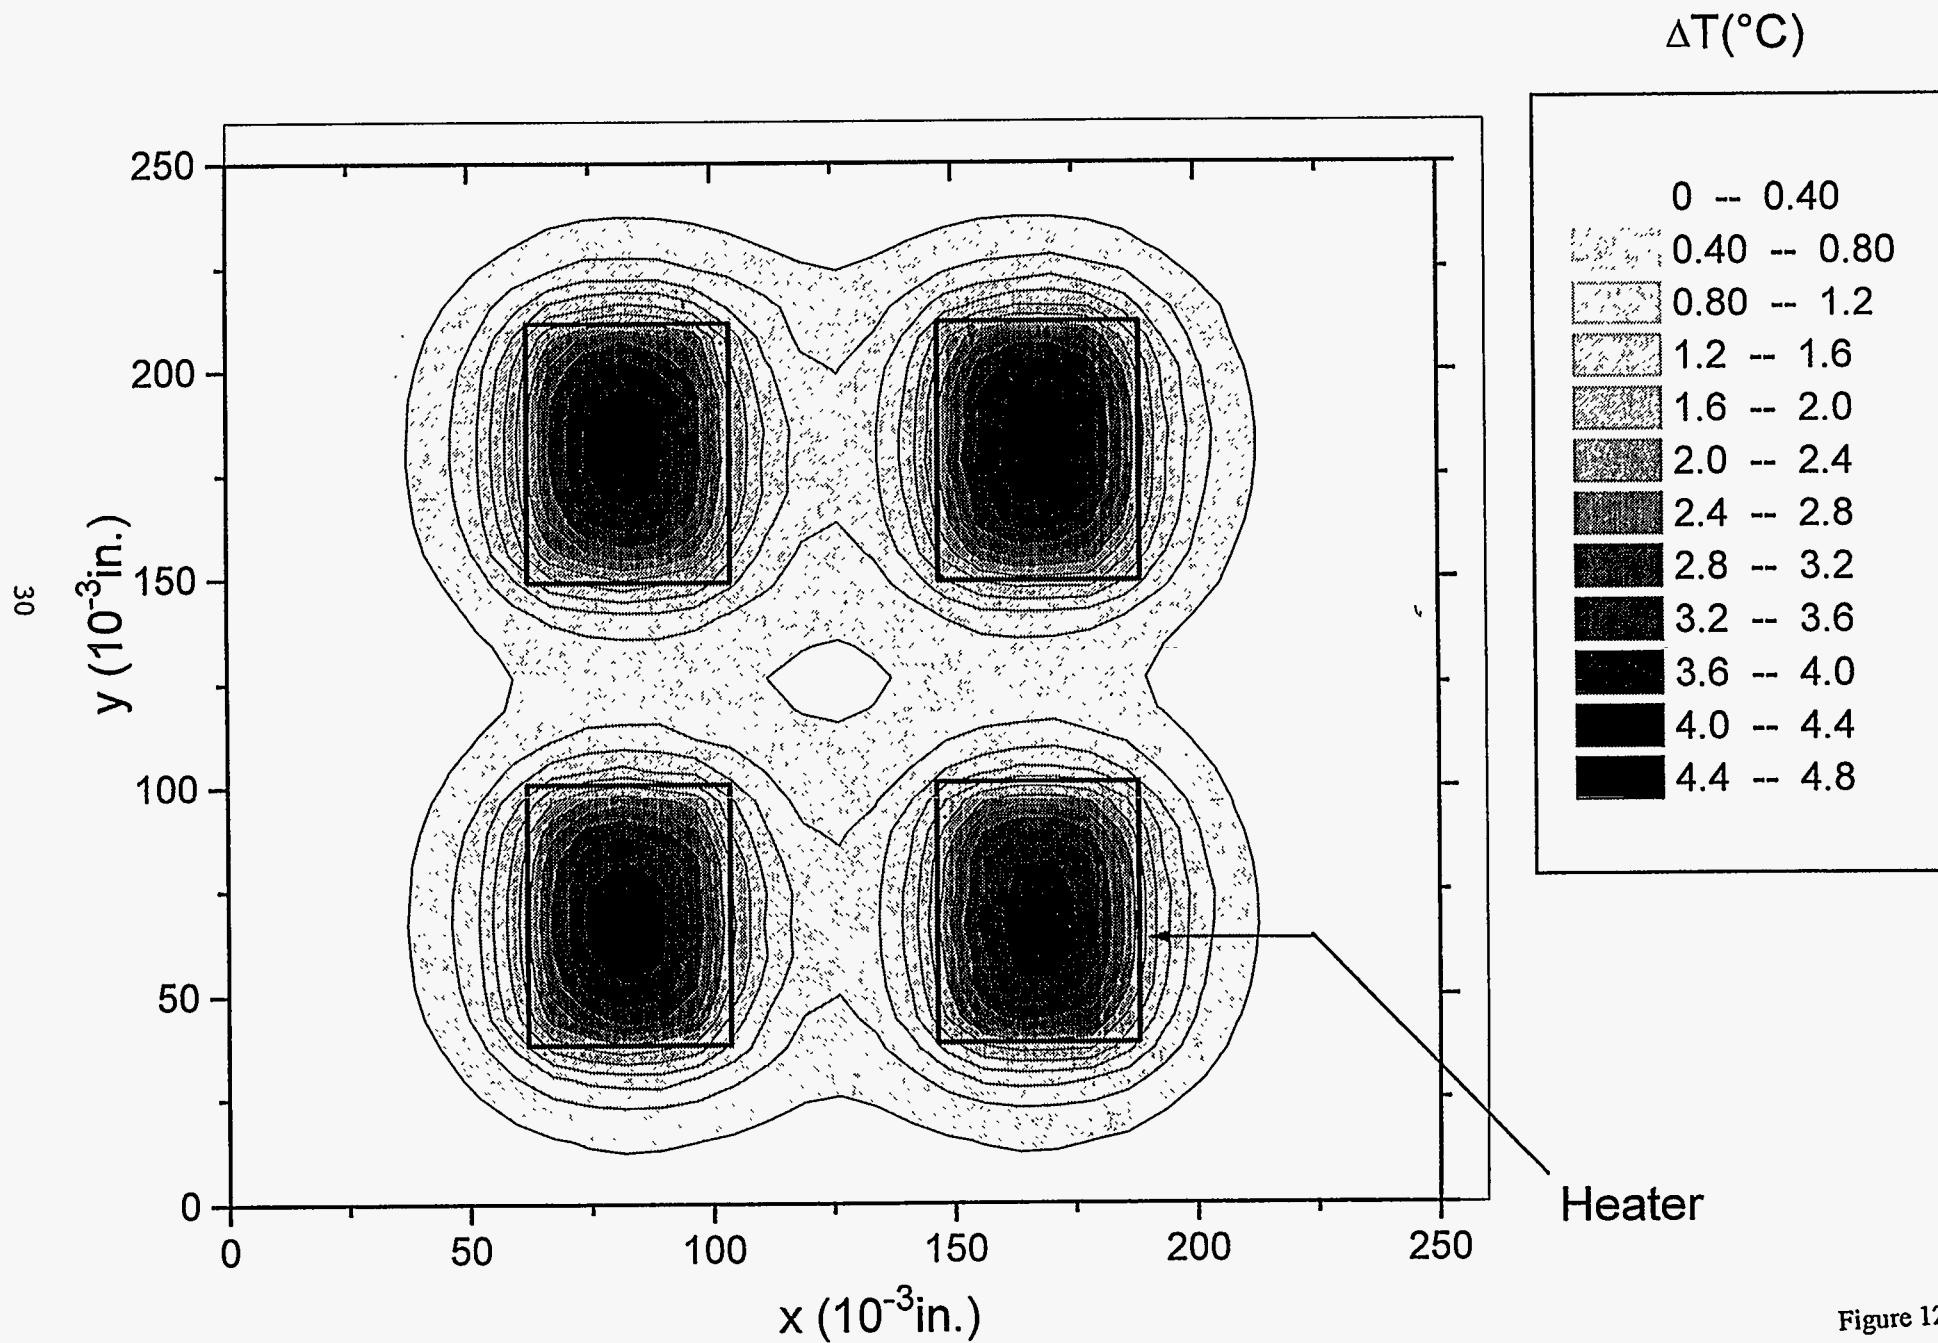 ΔT(°C)
0 -- 0.40
0.40 -- 0.80
0.80 -- 1.2
1.2 -- 1.6
1.6 -- 2.0
2.0 -- 2.4
2.4 -- 2.8
2.8 -- 3.2
3.2 -- 3.6
3.6 -- 4.0
4.0 -- 4.4
4.4 -- 4.8
250
200
150
100
50
0
y (10⁻³in.)
30
0 50 100 150 200 250
x (10⁻³in.)
Heater
Figure 12